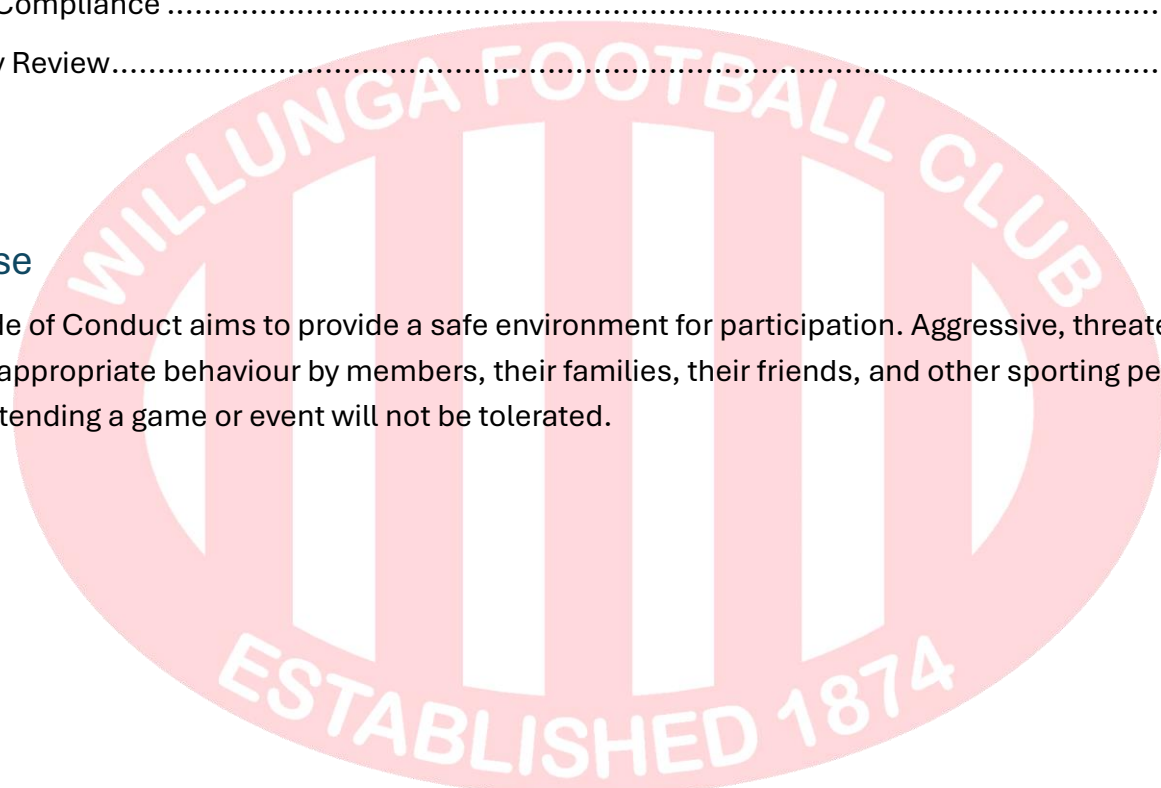 Compliance ..........................................................................................................
y Review................................................................................................................
WILLUNGA FOOTBALL CLUB
se
le of Conduct aims to provide a safe environment for participation. Aggressive, threate
appropriate behaviour by members, their families, their friends, and other sporting pe
tending a game or event will not be tolerated.
ESTABLISHED 1874